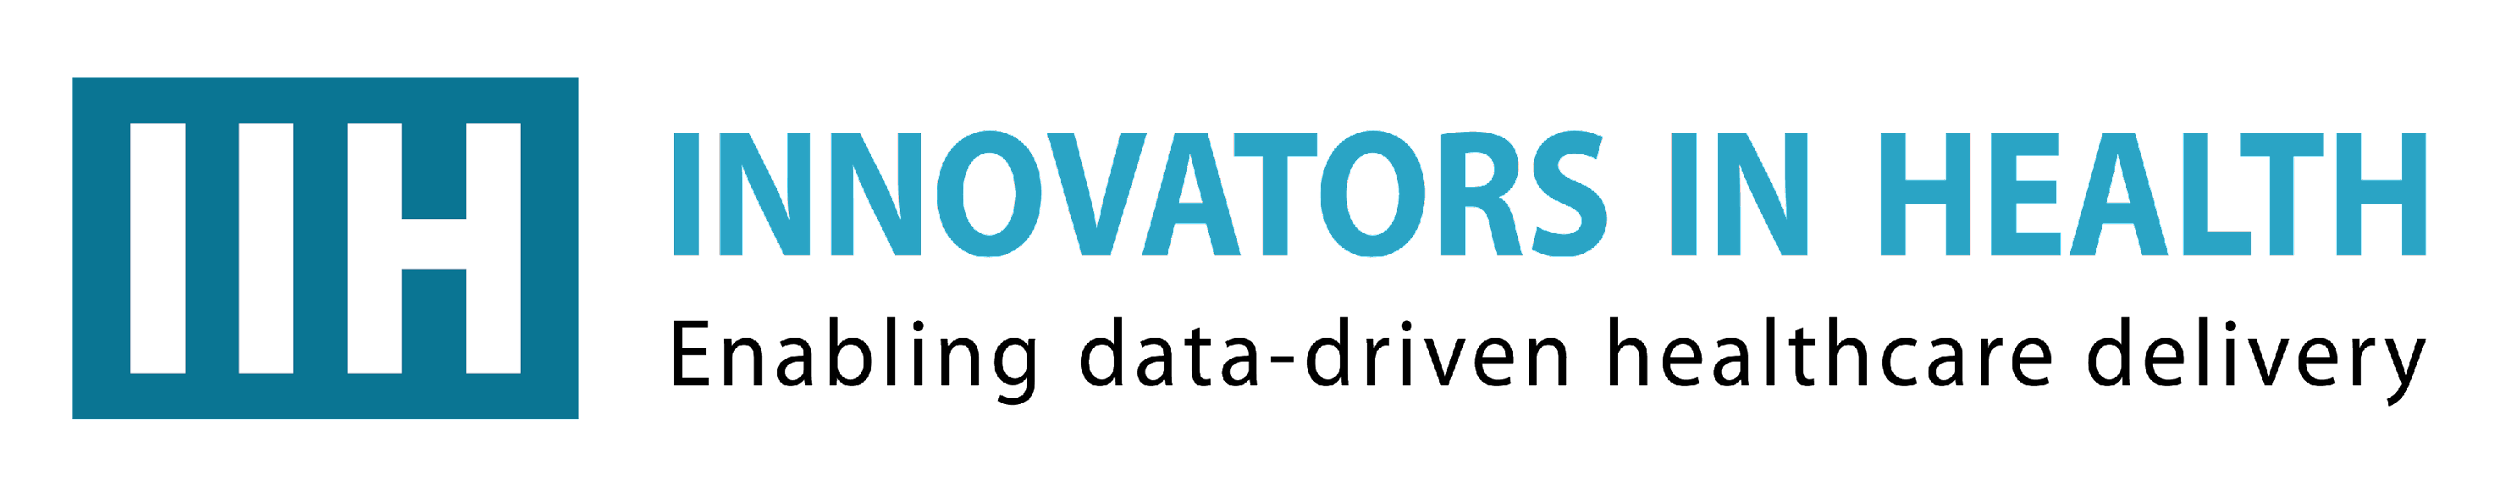 IIH
INNOVATORS IN HEALTH
Enabling data-driven healthcare delivery